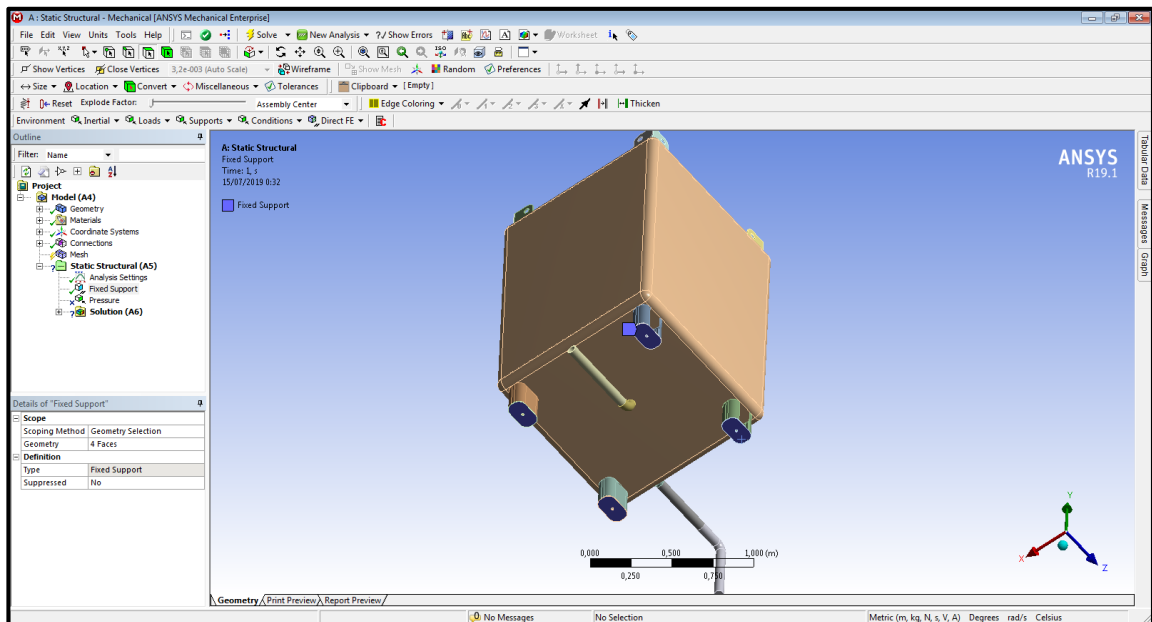 A : Static Structural - Mechanical [ANSYS Mechanical Enterprise]
File Edit View Units Tools Help Solve New Analysis ?/ Show Errors A Worksheet
ISO
Show Vertices Close Vertices 3,2e-003 (Auto Scale) Wireframe Show Mesh Random Preferences
Size Location Convert Miscellaneous Tolerances Clipboard [Empty]
Reset Explode Factor: Assembly Center Edge Coloring Thicken
Environment Inertial Loads Supports Conditions Direct FE
Outline
Filter: Name
Project
Model (A4)
Geometry
Materials
Coordinate Systems
Connections
Mesh
Static Structural (A5)
Analysis Settings
Fixed Support
Pressure
Solution (A6)
Details of "Fixed Support"
Scope
Scoping Method Geometry Selection
Geometry 4 Faces
Definition
Type Fixed Support
Suppressed No
A: Static Structural
Fixed Support
Time: 1, s
15/07/2019 0:32
Fixed Support
ANSYS
R19.1
0,000 0,500 1,000 (m)
0,250 0,750
Y
X
Z
Geometry Print Preview Report Preview
Tabular Data
Messages
Graph
0 No Messages No Selection Metric (m, kg, N, s, V, A) Degrees rad/s Celsius